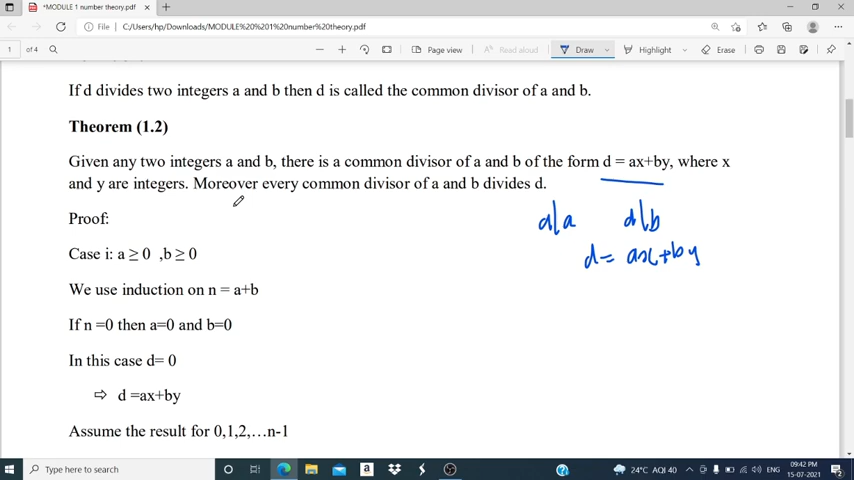 *MODULE 1 number theory.pdf
File | C:/Users/hp/Downloads/MODULE%20%201%20number%20theory.pdf
1 of 4
Page view
Read aloud
Draw
Highlight
Erase
If d divides two integers a and b then d is called the common divisor of a and b.
Theorem (1.2)
Given any two integers a and b, there is a common divisor of a and b of the form d = ax+by, where x
and y are integers. Moreover every common divisor of a and b divides d.
d|a d|b
Proof:
d= ax+by
Case i: a ≥ 0 ,b ≥ 0
We use induction on n = a+b
If n =0 then a=0 and b=0
In this case d= 0
⇨ d =ax+by
Assume the result for 0,1,2,…n-1
Type here to search
24°C AQI 40
ENG
09:42 PM
15-07-2021